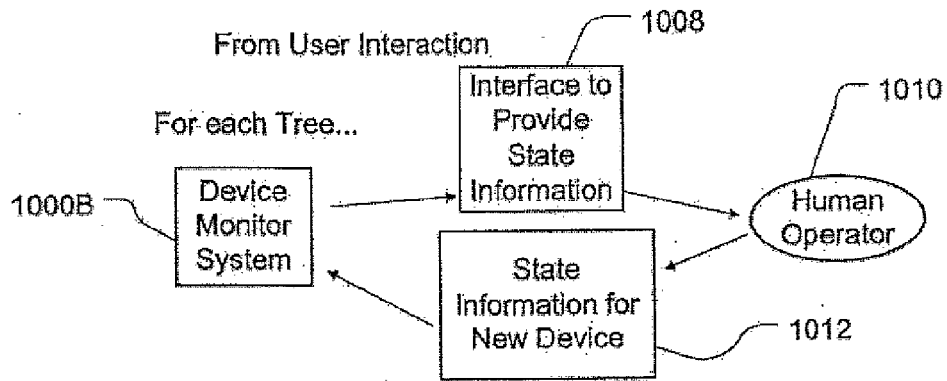 1008
From User Interaction
Interface to
Provide
State
Information
1010
For each Tree...
1000B
Device
Monitor
System
Human
Operator
State
Information for
New Device
1012